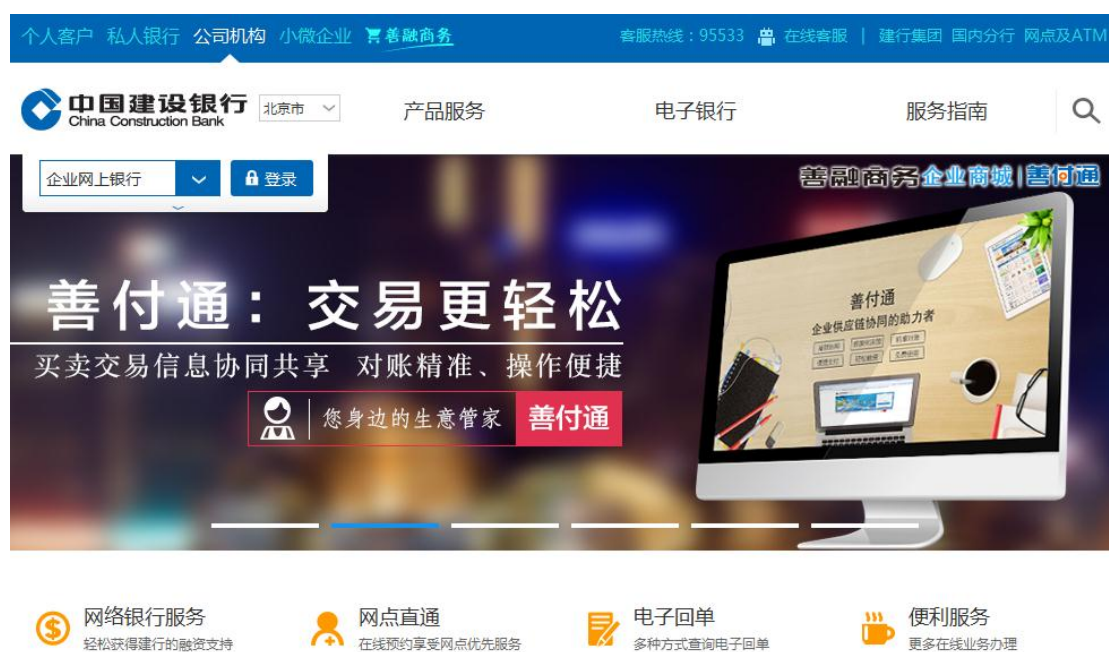 个人客户 私人银行 公司机构 小微企业 善融商务 客服热线：95533 在线客服 | 建行集团 国内分行 网点及ATM
中国建设银行
China Construction Bank
北京市 产品服务 电子银行 服务指南
企业网上银行 登录
善融商务企业商城|善付通
善付通：交易更轻松
买卖交易信息协同共享 对账精准、操作便捷
您身边的生意管家 善付通
善付通
企业供应链协同的助力者
网络银行服务 网点直通 电子回单 便利服务
轻松获得建行的融资支持 在线预约享受网点优先服务 多种方式查询电子回单 更多在线业务办理